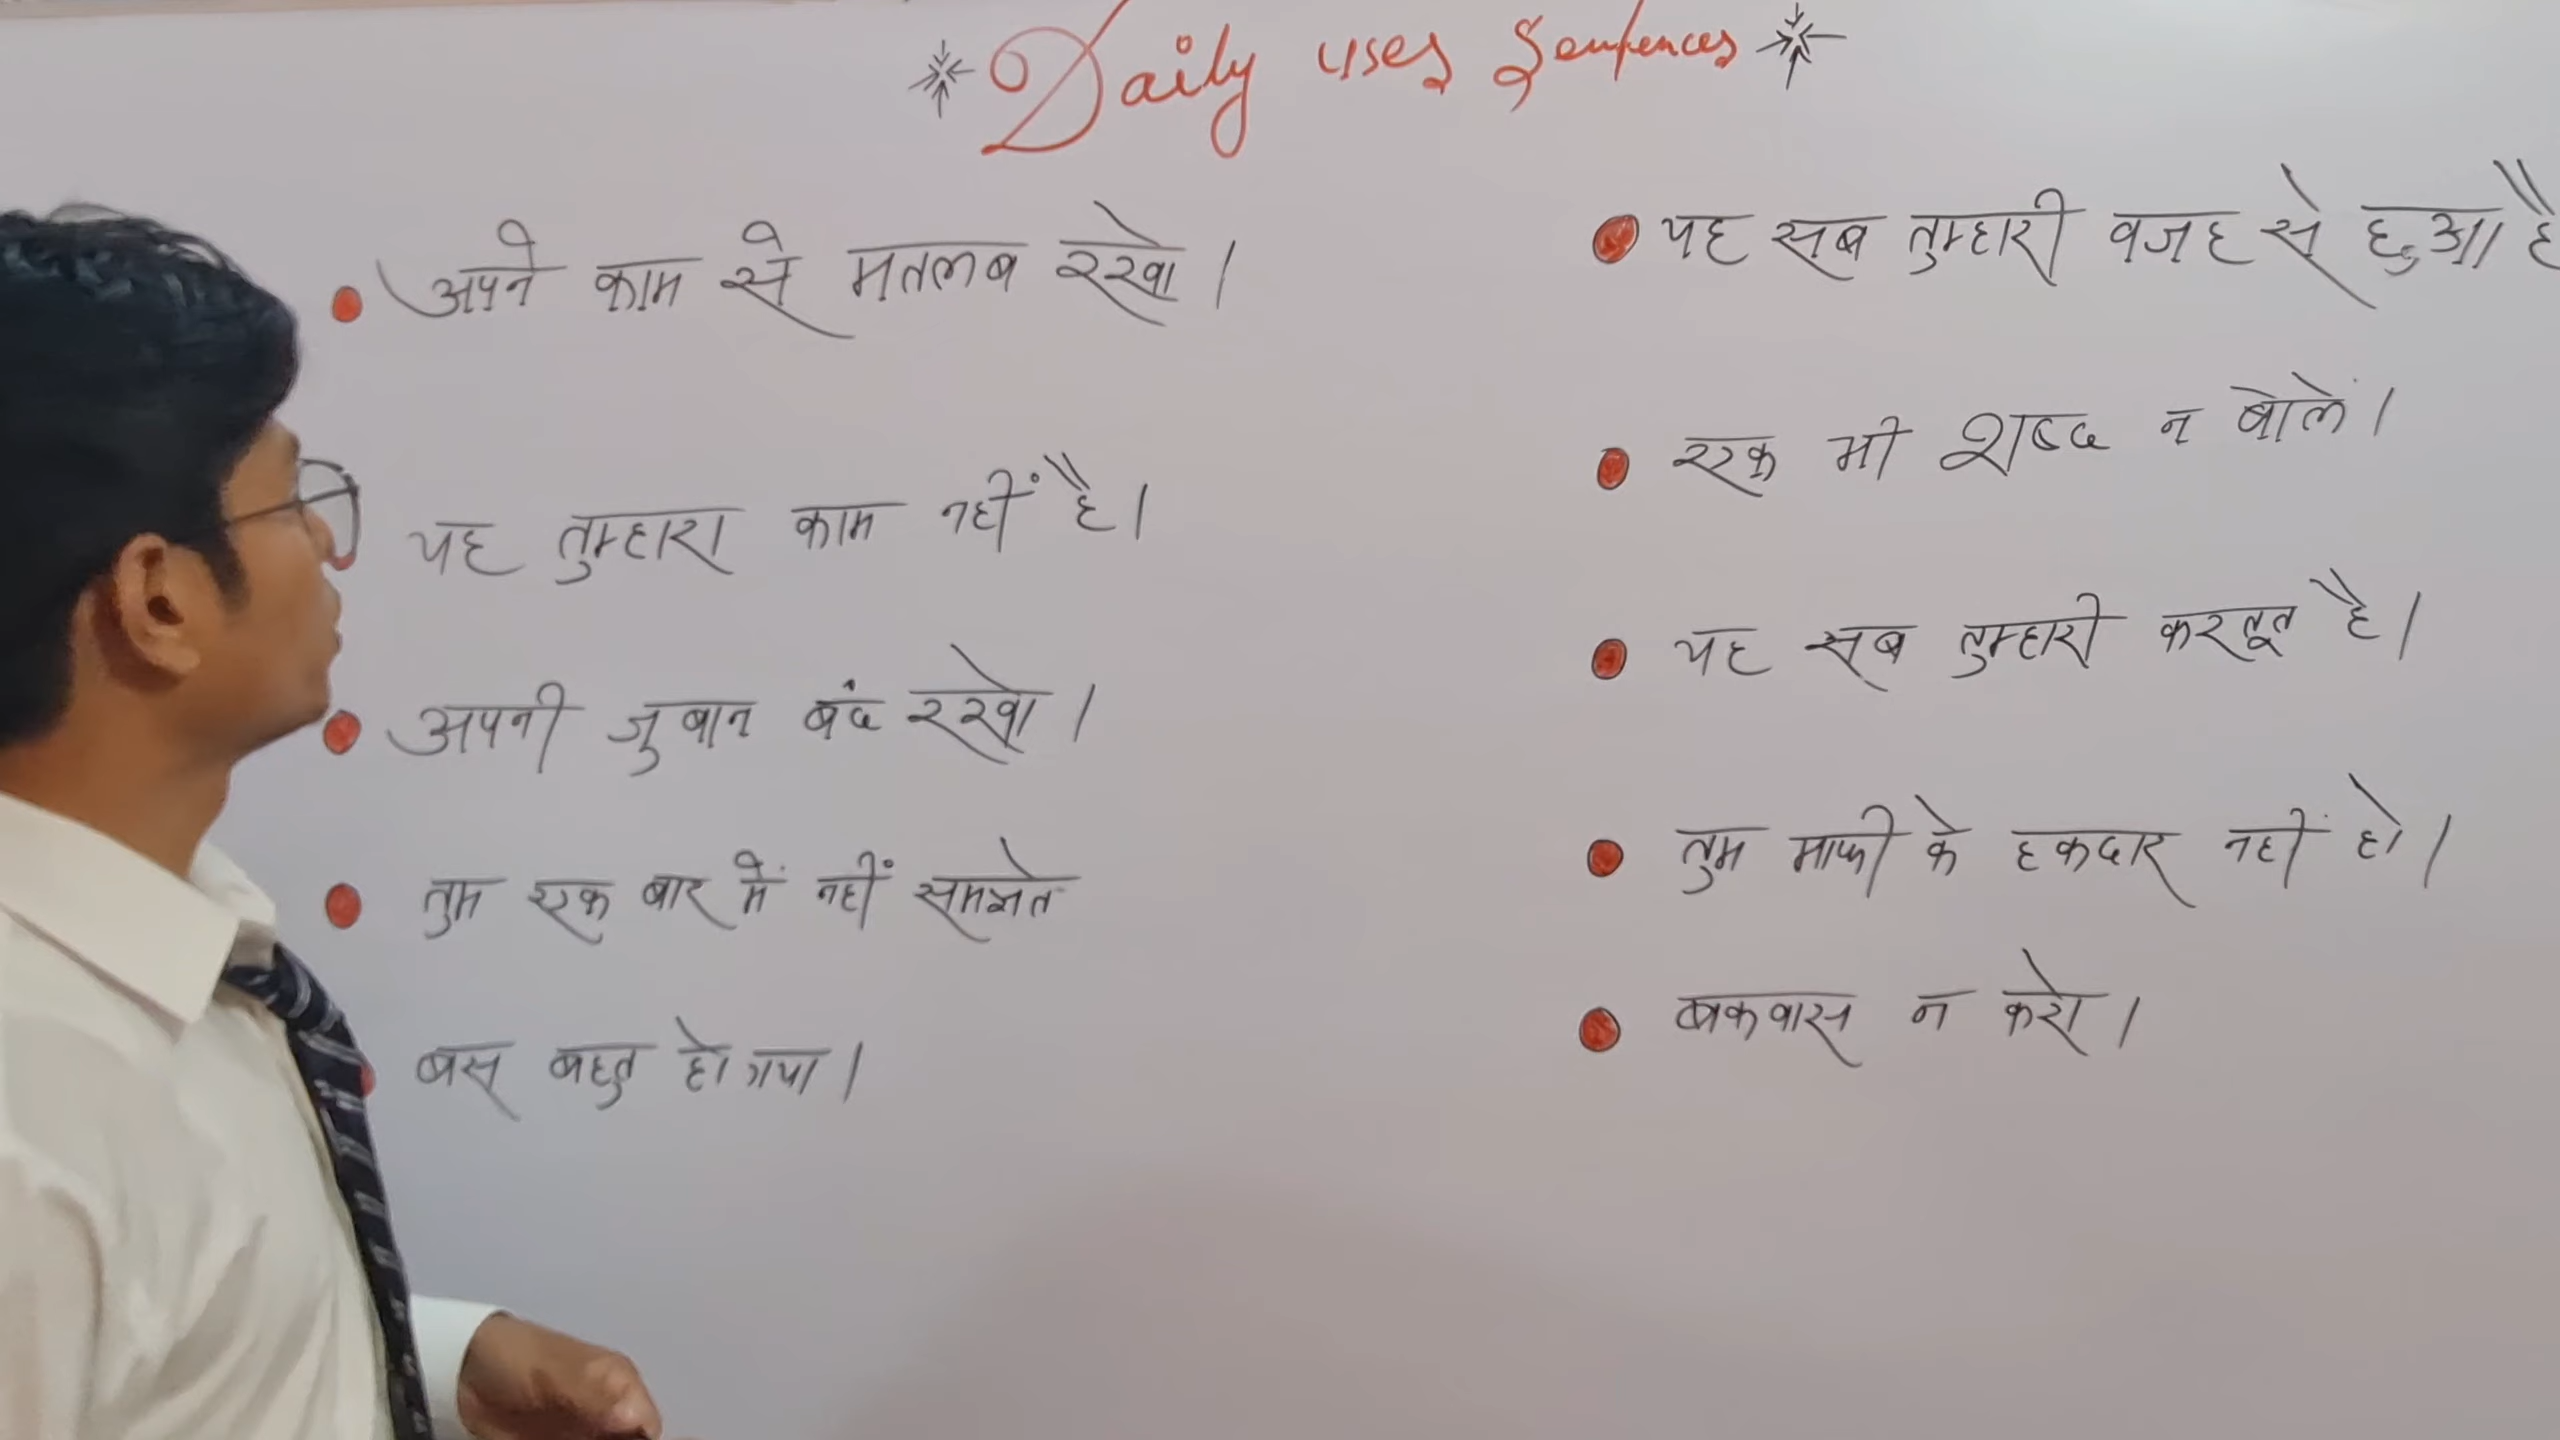 Daily uses Sentences
अपने काम से मतलब रखो।
यह तुम्हारा काम नहीं है।
अपनी जुबान बंद रखो।
तुम एक बार में नहीं समझते
बस बहुत हो गया।
यह सब तुम्हारी वजह से हुआ है
एक भी शब्द न बोलें।
यह सब तुम्हारी करतूत है।
तुम माफी के हकदार नहीं हो।
बकवास न करो।